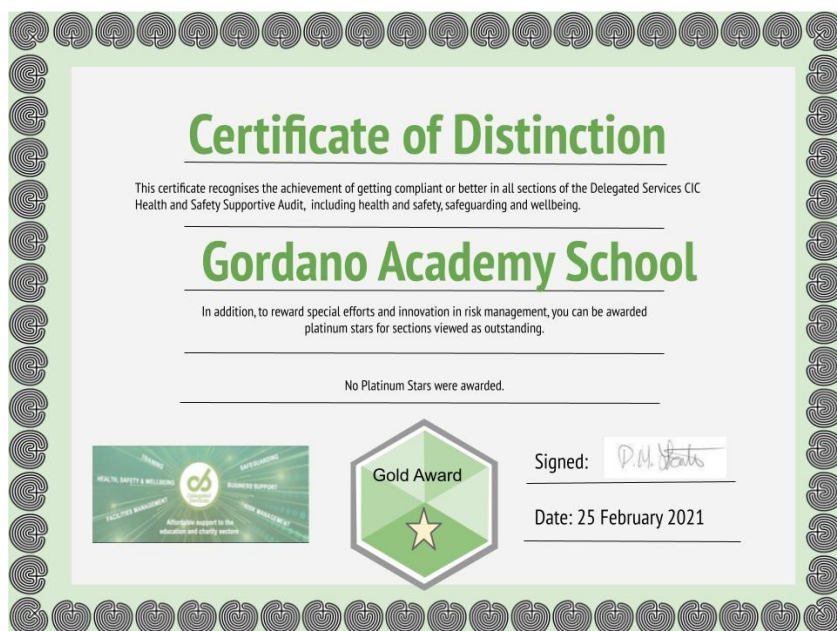 Certificate of Distinction
This certificate recognises the achievement of getting compliant or better in all sections of the Delegated Services CIC
Health and Safety Supportive Audit, including health and safety, safeguarding and wellbeing.
Gordano Academy School
In addition, to reward special efforts and innovation in risk management, you can be awarded
platinum stars for sections viewed as outstanding.
No Platinum Stars were awarded.
TRAINING
SAFEGUARDING
HEALTH, SAFETY & WELLBEING
BUSINESS SUPPORT
FACILITIES MANAGEMENT
RISK MANAGEMENT
Affordable support to the
education and charity sectors
Gold Award
Signed:
Date: 25 February 2021